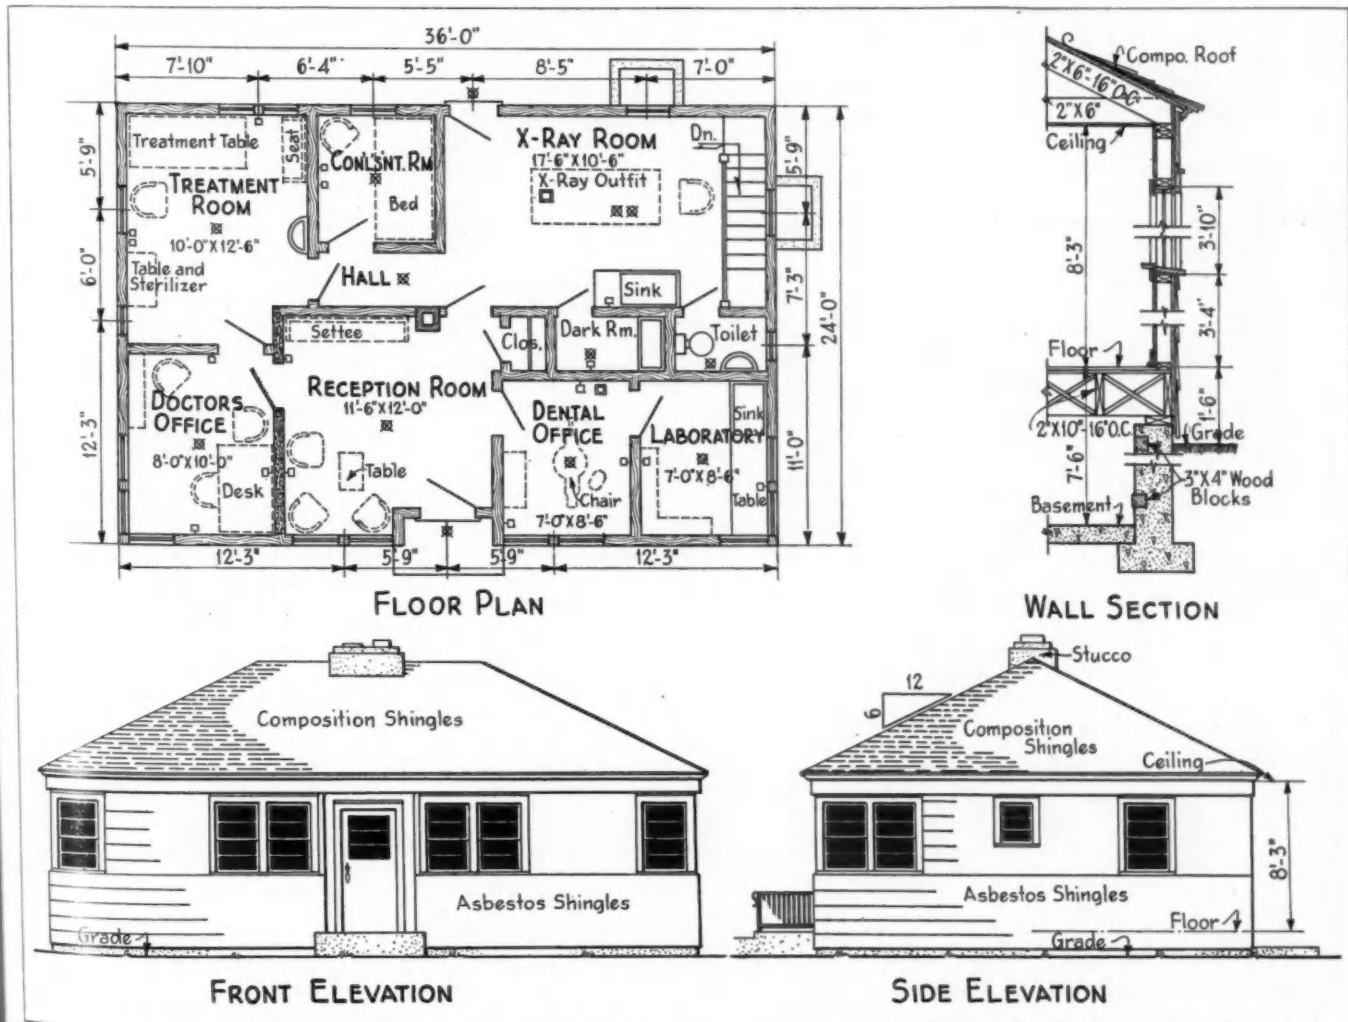 36'-0"
7'-10" 6'-4" 5'-5" 8'-5" 7'-0"
5'-9"
6'-0"
12'-3"
Treatment Table
Seat
TREATMENT
ROOM
10'-0"X12'-6"
Table and
Sterilizer
CONLSNT. RM
Bed
X-RAY ROOM
17'-6"X10'-6"
X-Ray Outfit
Dn.
5'-9"
7'-3"
11'-0"
24'-0"
HALL
Sink
Settee
Clos.
Dark Rm.
Toilet
DOCTORS
OFFICE
8'-0"X10'-0"
Desk
RECEPTION ROOM
11'-6"X12'-0"
Table
DENTAL
OFFICE
Chair
7'-0"X8'-6"
LABORATORY
7'-0"X8'-6"
Sink
Table
12'-3" 5'-9" 5'-9" 12'-3"
FLOOR PLAN
Compo. Roof
2"X6"-16"O.C.
2"X6"
Ceiling
8'-3"
3'-10"
3'-4"
Floor
1'-6"
2"X10"-16"O.C.
Grade
7'-6"
3"X4" Wood
Blocks
Basement
WALL SECTION
Composition Shingles
Asbestos Shingles
Grade
FRONT ELEVATION
Stucco
12
6
Composition
Shingles
Ceiling
8'-3"
Asbestos Shingles
Floor
Grade
SIDE ELEVATION